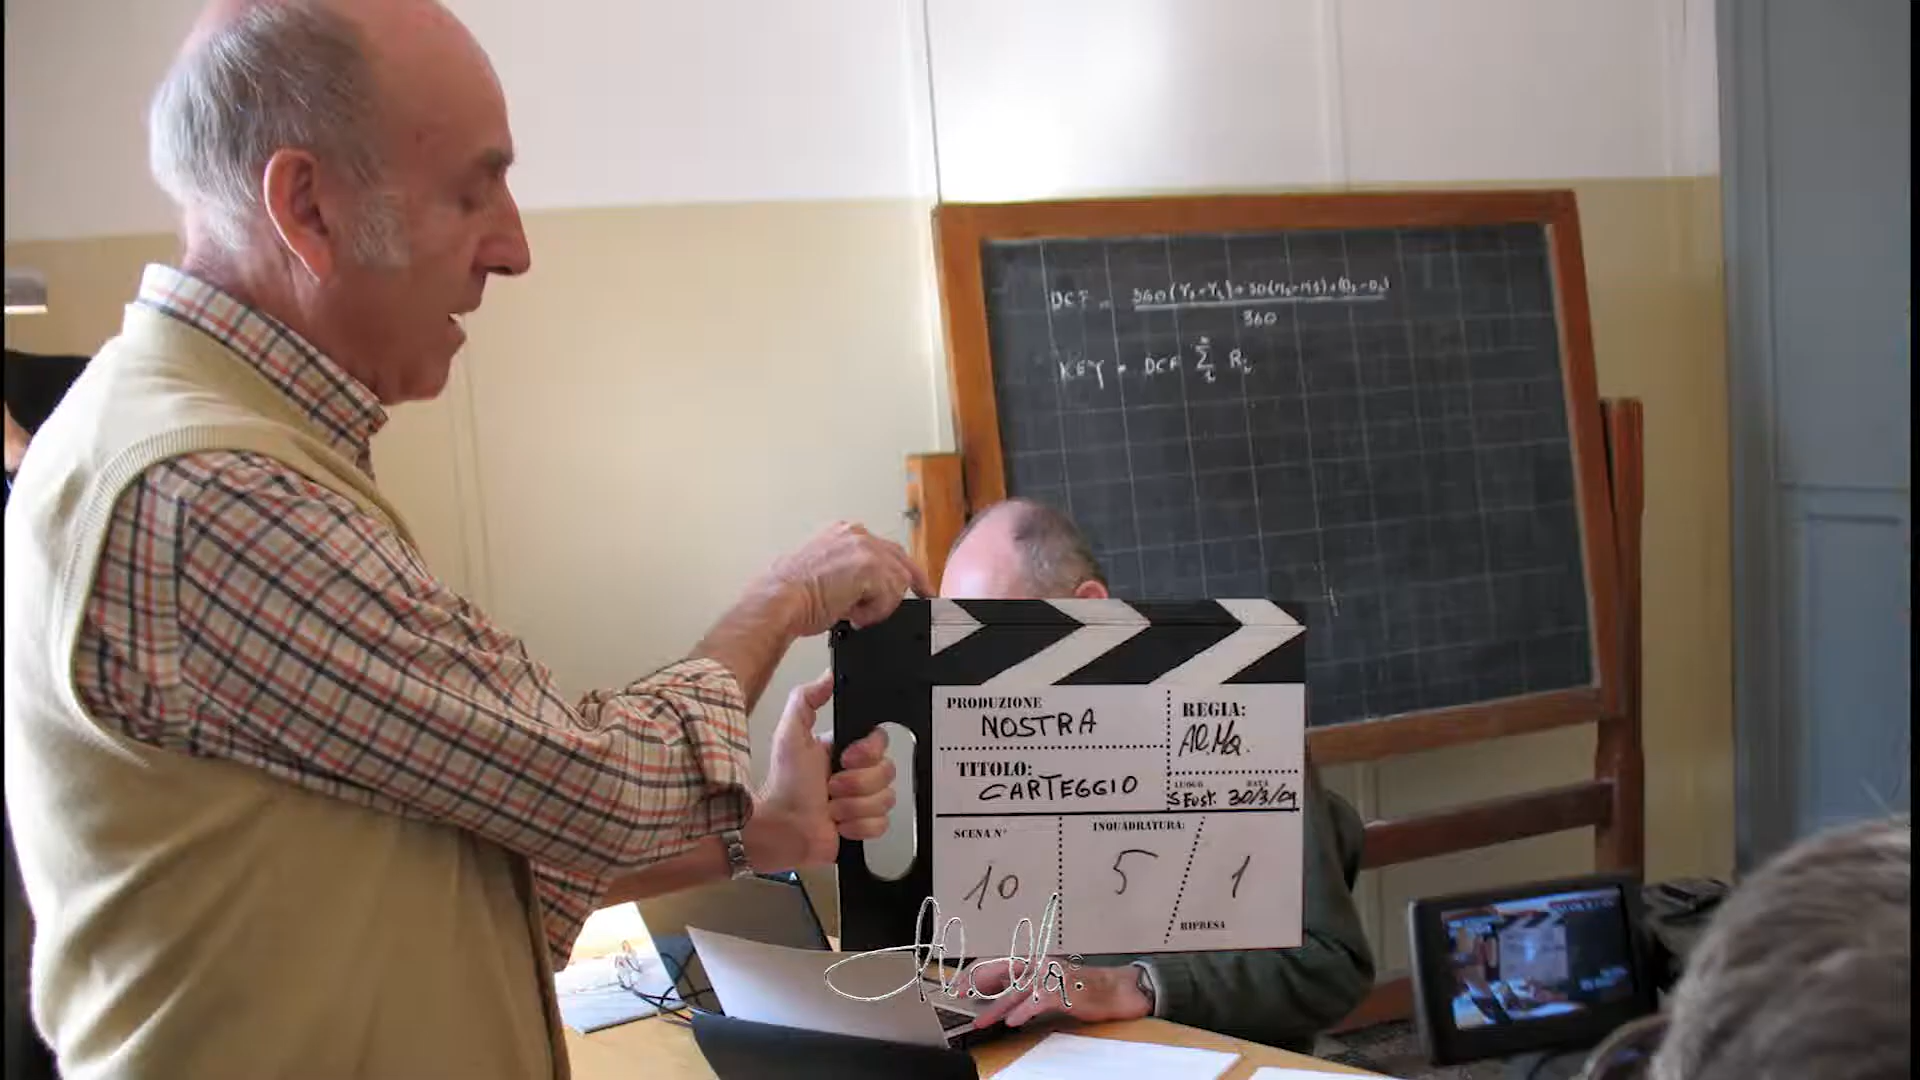 DCF = 360(Y₂-Y₁)+30(M₂-M1)+(D₂-D₁)
360
KEY = DCF Σ Rᵢ
PRODUZIONE
NOSTRA
REGIA:
Al.Ma.
TITOLO:
CARTEGGIO
LUOGO DATA
S Eust. 30/3/09
SCENA N° INQUADRATURA:
10 5 1
RIPRESA
Al.Ma.